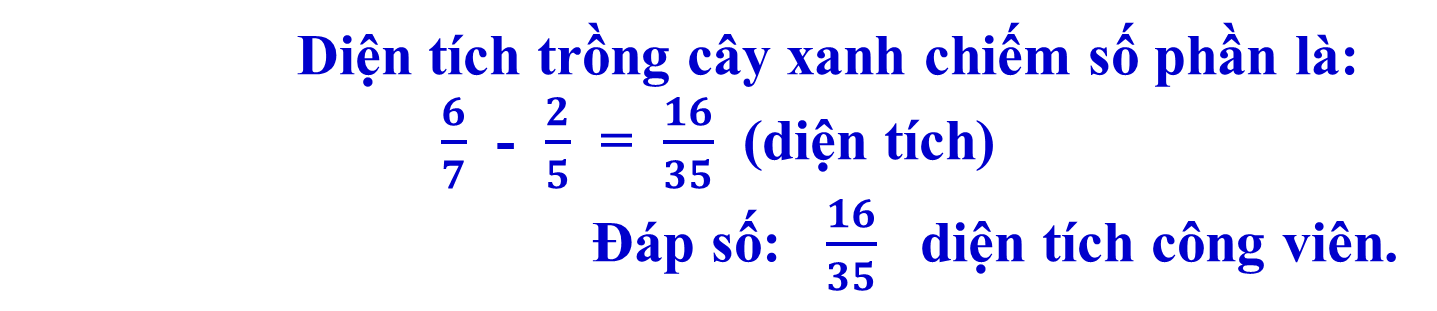 Diện tích trồng cây xanh chiếm số phần là:
6/7 - 2/5 = 16/35 (diện tích)
Đáp số: 16/35 diện tích công viên.